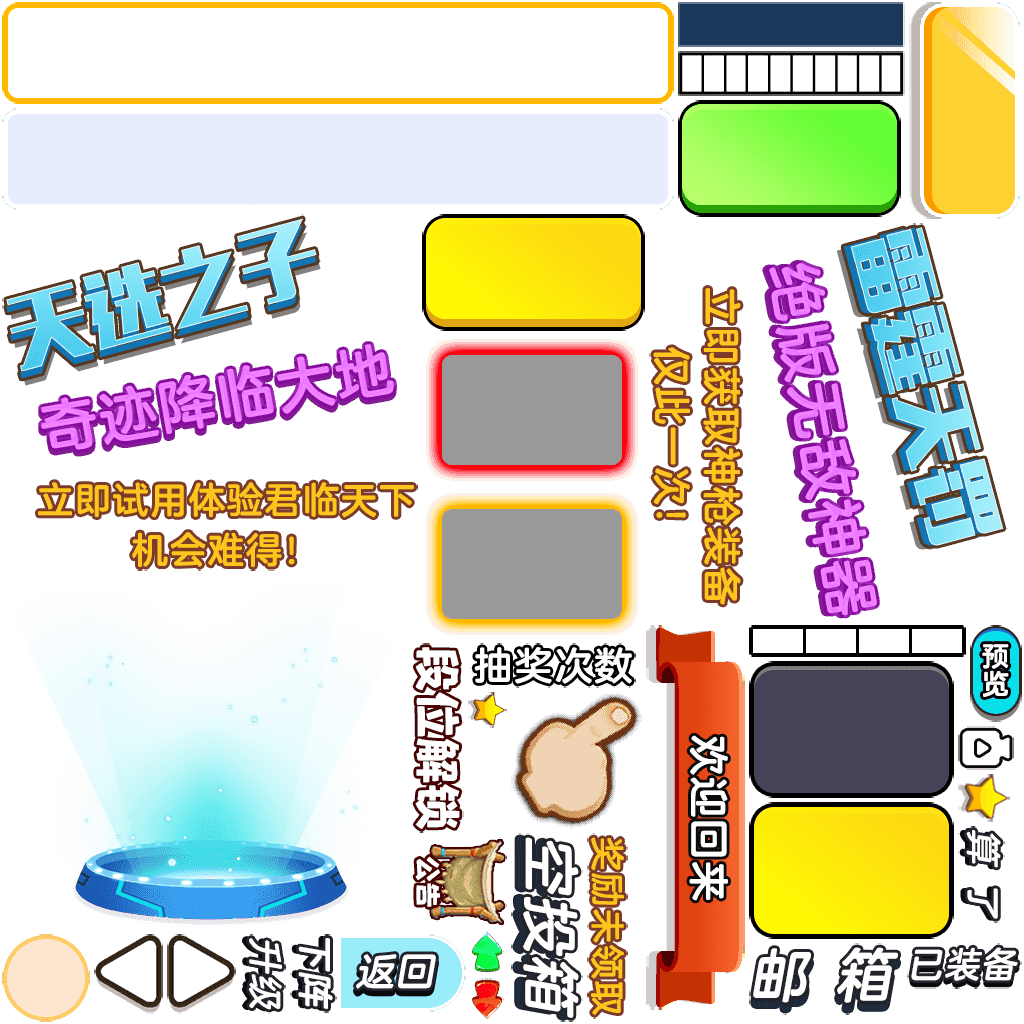 天选之子
奇迹降临大地
立即试用体验君临天下
机会难得!
雷霆天罚
绝版无敌神器
立即获取神枪装备
仅此一次!
抽奖次数
段位解锁
公告
空投箱
奖励未领取
欢迎回来
预览
算了
下阵
升级
返回
邮箱
已装备